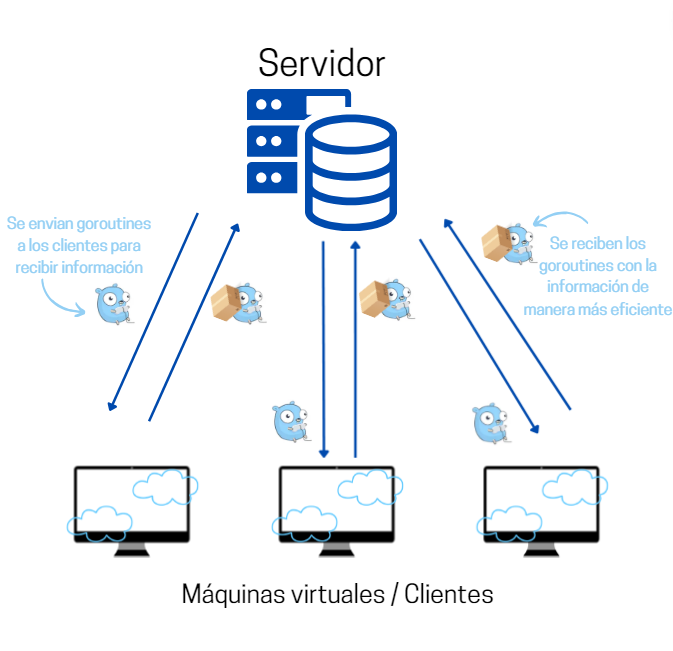 Servidor
Se envian goroutines
a los clientes para
recibir información
Se reciben los
goroutines con la
información de
manera más eficiente
Máquinas virtuales / Clientes